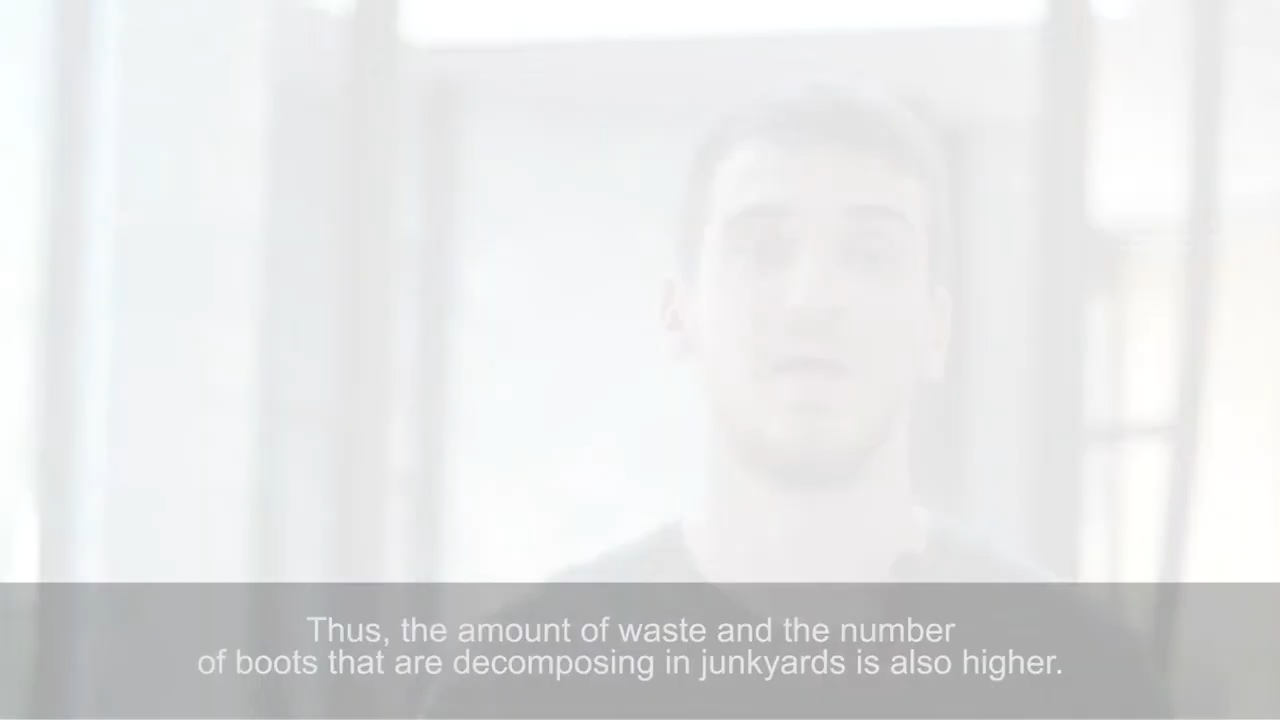 Thus, the amount of waste and the number
of boots that are decomposing in junkyards is also higher.